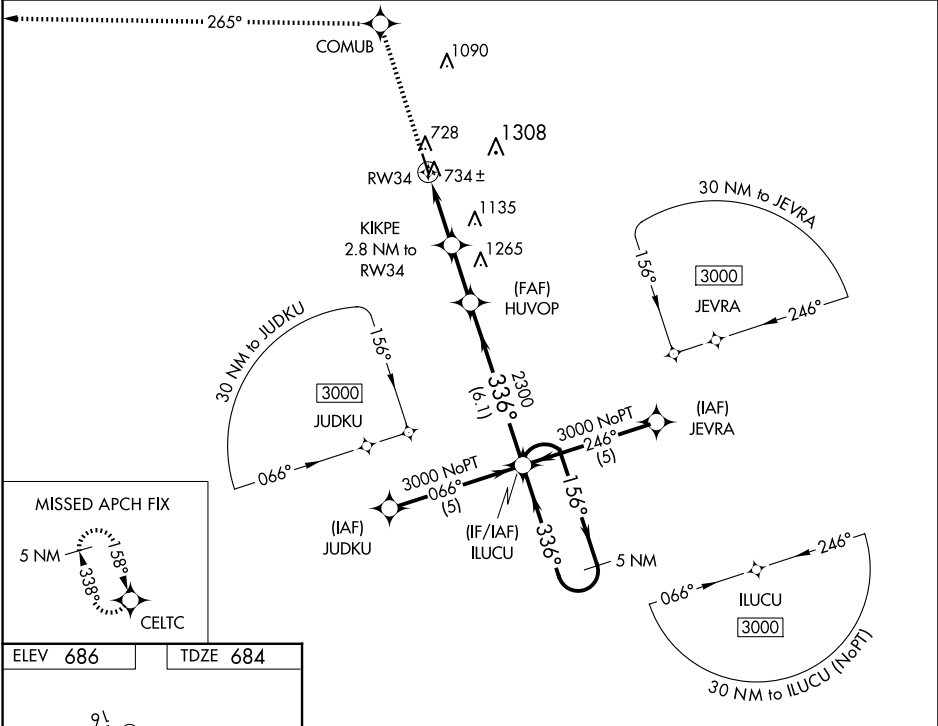 265°
COMUB
1090
728
1308
RW34
734±
1135
KIKPE
2.8 NM to
RW34
1265
(FAF)
HUVOP
30 NM to JEVRA
156°
3000
JEVRA
246°
30 NM to JUDKU
156°
3000
JUDKU
066°
2300
336°
(6.1)
3000 NoPT
246°
(5)
(IAF)
JEVRA
3000 NoPT
066°
(5)
(IAF)
JUDKU
(IF/IAF)
ILUCU
156°
336°
5 NM
246°
066°
ILUCU
3000
30 NM to ILUCU (NoPT)
MISSED APCH FIX
5 NM
158°
338°
CELTC
ELEV 686
TDZE 684
16